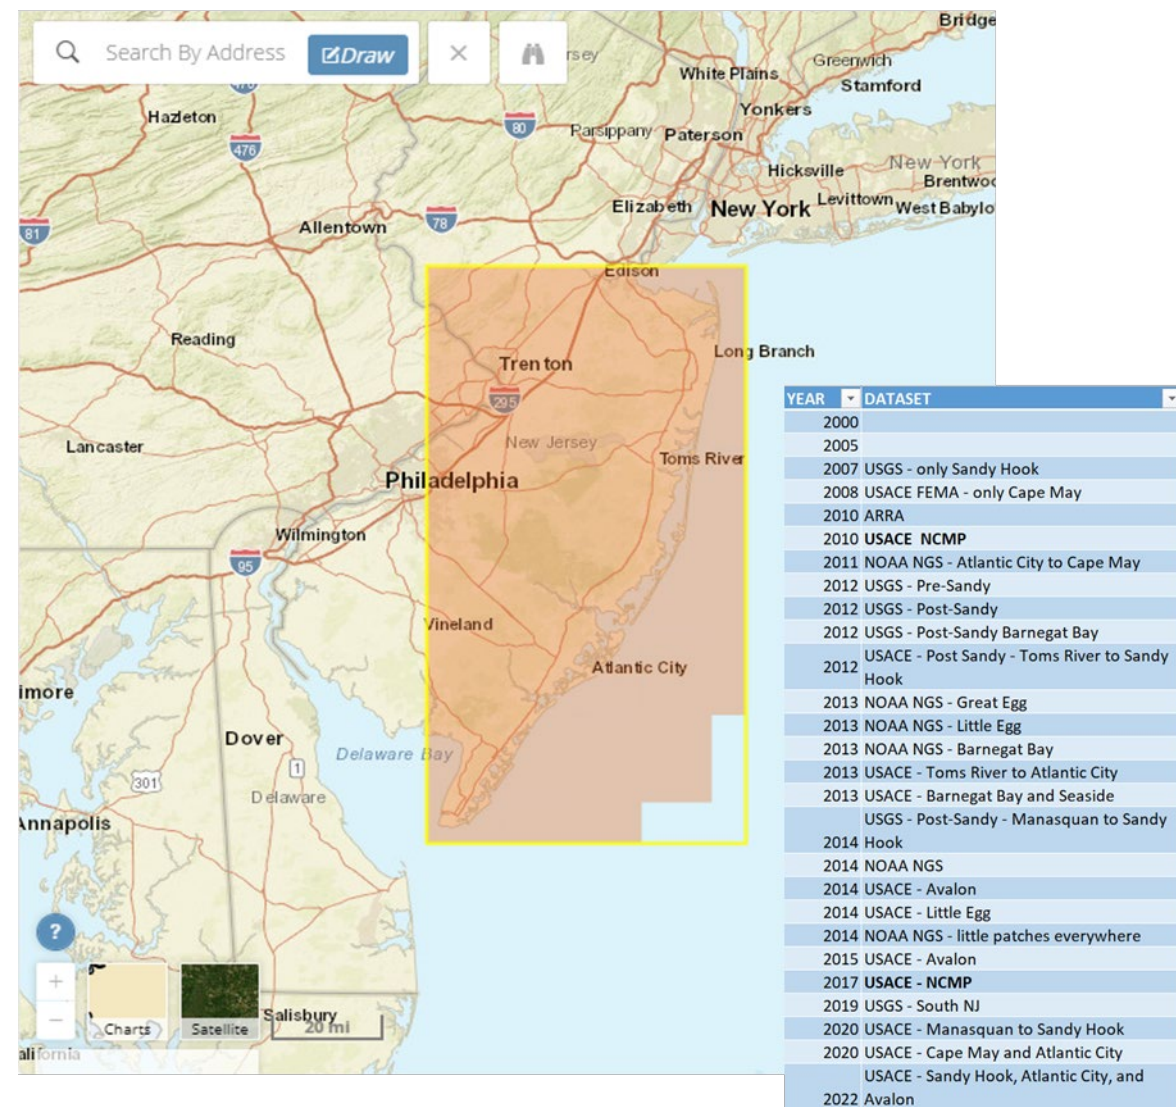 Search By Address
Draw
rsey
Bridge
Greenwich
White Plains
Stamford
Yonkers
Hazleton
80
Parsippany
Paterson
476
Hicksville
New York
Brentwoo
Elizabeth
New York
Levittown
West Babylo
81
Allentown
78
Edison
Reading
Trenton
Long Branch
295
Lancaster
New Jersey
Toms River
Philadelphia
Wilmington
95
Vineland
Atlantic City
imore
Dover
Delaware Bay
1
301
Delaware
Annapolis
?
+
−
Charts
Satellite
Salisbury
20 mi
alifornia
YEAR DATASET
2000
2005
2007 USGS - only Sandy Hook
2008 USACE FEMA - only Cape May
2010 ARRA
2010 USACE NCMP
2011 NOAA NGS - Atlantic City to Cape May
2012 USGS - Pre-Sandy
2012 USGS - Post-Sandy
2012 USGS - Post-Sandy Barnegat Bay
2012 USACE - Post Sandy - Toms River to Sandy
Hook
2013 NOAA NGS - Great Egg
2013 NOAA NGS - Little Egg
2013 NOAA NGS - Barnegat Bay
2013 USACE - Toms River to Atlantic City
2013 USACE - Barnegat Bay and Seaside
USGS - Post-Sandy - Manasquan to Sandy
2014 Hook
2014 NOAA NGS
2014 USACE - Avalon
2014 USACE - Little Egg
2014 NOAA NGS - little patches everywhere
2015 USACE - Avalon
2017 USACE - NCMP
2019 USGS - South NJ
2020 USACE - Manasquan to Sandy Hook
2020 USACE - Cape May and Atlantic City
USACE - Sandy Hook, Atlantic City, and
2022 Avalon